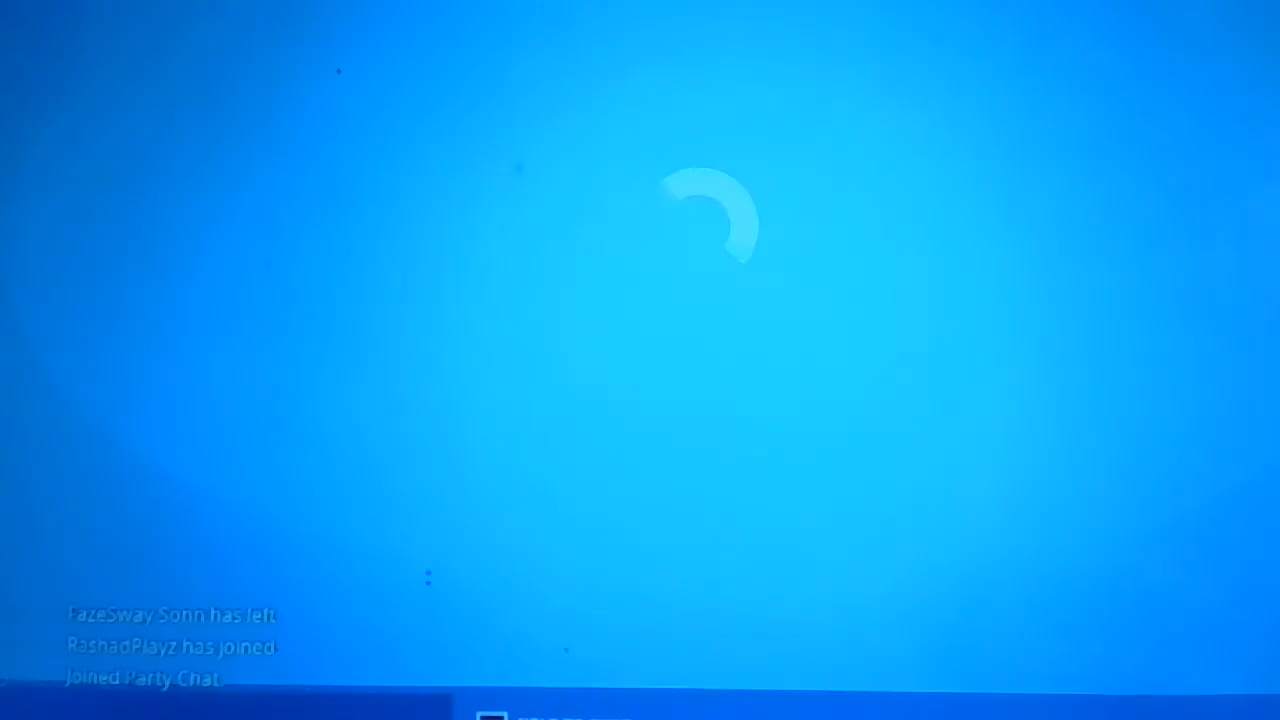 FazeSway Sonn has left
RashadPlayz has joined
Joined Party Chat.